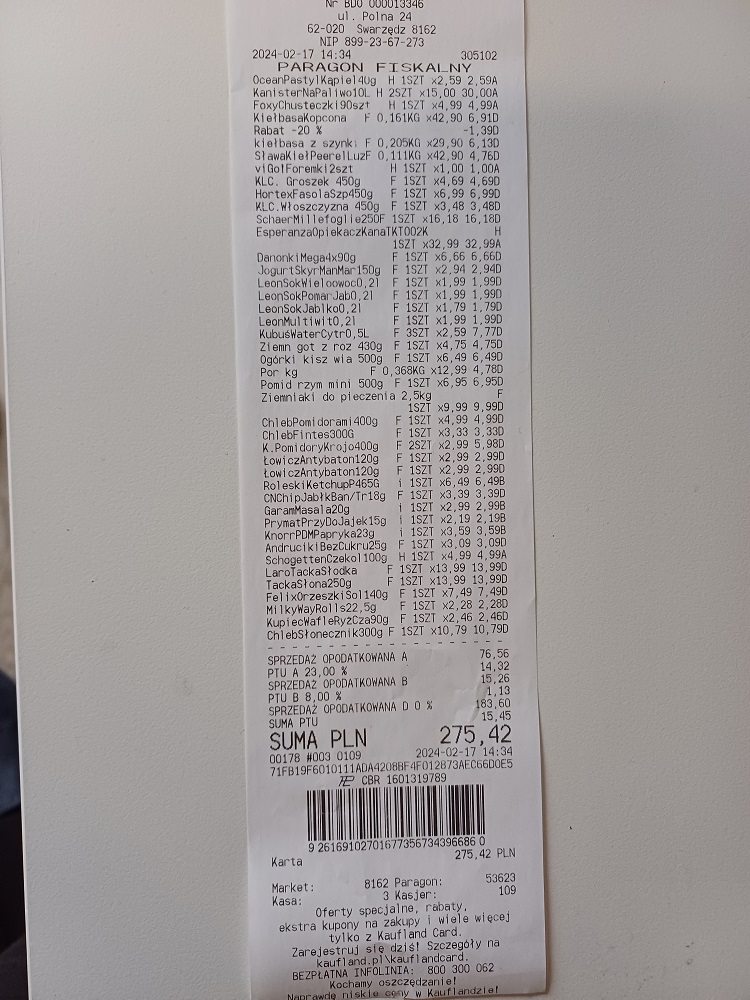 Nr BDO 000013346
ul. Polna 24
62-020 Swarzędz 8162
NIP 899-23-67-273
2024-02-17 14:34 305102
PARAGON FISKALNY
OceanPastylKąpiel40g H 1SZT x2,59 2,59A
KanisterNaPaliwo10L H 2SZT x15,00 30,00A
FoxyChusteczki90szt H 1SZT x4,99 4,99A
KiełbasaKopcona F 0,161KG x42,90 6,91D
Rabat -20 % -1,39D
kiełbasa z szynki F 0,205KG x29,90 6,13D
SławaKiełPeerelLuzF 0,111KG x42,90 4,76D
viGolForemki2szt H 1SZT x1,00 1,00A
KLC. Groszek 450g F 1SZT x4,69 4,69D
HortexFasolaSzp450g F 1SZT x6,99 6,99D
KLC.Włoszczyzna 450g F 1SZT x3,48 3,48D
SchaerMillefoglie250F 1SZT x16,18 16,18D
EsperanzaOpiekaczKanaTKT002K H
1SZT x32,99 32,99A
DanonkiMega4x90g F 1SZT x6,66 6,66D
JogurtSkyrManMar150g F 1SZT x2,94 2,94D
LeonSokWieloowoc0,2l F 1SZT x1,99 1,99D
LeonSokPomarJab0,2l F 1SZT x1,99 1,99D
LeonSokJablko0,2l F 1SZT x1,79 1,79D
LeonMultiwit0,2l F 1SZT x1,99 1,99D
KubuśWaterCytr0,5L F 3SZT x2,59 7,77D
Ziemn got z roz 430g F 1SZT x4,75 4,75D
Ogórki kisz wia 500g F 1SZT x6,49 6,49D
Por kg F 0,368KG x12,99 4,78D
Pomid rzym mini 500g F 1SZT x6,95 6,95D
Ziemniaki do pieczenia 2,5kg F
1SZT x9,99 9,99D
ChlebPomidorami400g F 1SZT x4,99 4,99D
ChlebFintes300G F 1SZT x3,33 3,33D
K.PomidoryKrojo400g F 2SZT x2,99 5,98D
ŁowiczAntybaton120g F 1SZT x2,99 2,99D
ŁowiczAntybaton120g F 1SZT x2,99 2,99D
RoleskiKetchupP465G i 1SZT x6,49 6,49B
CNChipJabłkBan/Tr18g F 1SZT x3,39 3,39D
GaramMasala20g i 1SZT x2,99 2,99B
PrymatPrzyDoJajek15g i 1SZT x2,19 2,19B
KnorrPDMPapryka23g i 1SZT x3,59 3,59B
AndrucikiBezCukru25g F 1SZT x3,09 3,09D
SchogettenCzekol100g H 1SZT x4,99 4,99A
LaroTackaSłodka F 1SZT x13,99 13,99D
TackaSłona250g F 1SZT x13,99 13,99D
FelixOrzeszkiSol140g F 1SZT x7,49 7,49D
MilkyWayRolls22,5g F 1SZT x2,28 2,28D
KupiecWafleRyżCza90g F 1SZT x2,46 2,46D
ChlebSłonecznik300g F 1SZT x10,79 10,79D
SPRZEDAŻ OPODATKOWANA A 76,56
PTU A 23,00 % 14,32
SPRZEDAŻ OPODATKOWANA B 15,26
PTU B 8,00 % 1,13
SPRZEDAŻ OPODATKOWANA D 0 % 183,60
SUMA PTU 15,45
SUMA PLN 275,42
00178 #003 0109 2024-02-17 14:34
71FB19F6010111ADA4208BF4F012873AEC66D0E5
CBR 1601319789
9 2616910270167735673439668​6 0
Karta 275,42 PLN
Market: 8162 Paragon: 53623
Kasa: 3 Kasjer: 109
Oferty specjalne, rabaty,
ekstra kupony na zakupy i wiele więcej
tylko z Kaufland Card.
Zarejestruj się dziś! Szczegóły na
kaufland.pl\kauflandcard.
BEZPŁATNA INFOLINIA: 800 300 062
Kochamy oszczędzanie!
Naprawdę niskie ceny w Kauflandzie!